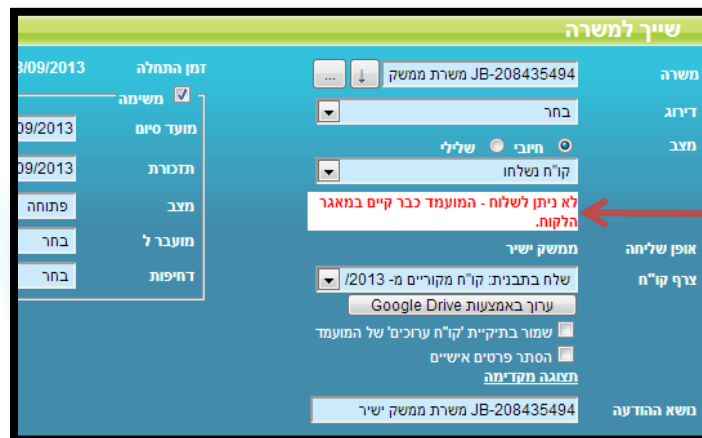 שייך למשרה
משרה
JB-208435494 משרת ממשק
...
דירוג
בחר
מצב
חיובי
שלילי
קו"ח נשלחו
לא ניתן לשלוח - המועמד כבר קיים במאגר
הלקוח.
אופן שליחה
ממשק ישיר
צרף קו"ח
שלח בתבנית: קו"ח מקוריים מ- 2013/
ערוך באמצעות Google Drive
שמור בתיקיית 'קו"ח ערוכים' של המועמד
הסתר פרטים אישיים
תצוגה מקדימה
נושא ההודעה
JB-208435494 משרת ממשק ישיר
זמן התחלה
3/09/2013
משימה
מועד סיום
09/2013
תזכורת
09/2013
מצב
פתוחה
מועבר ל
בחר
דחיפות
בחר